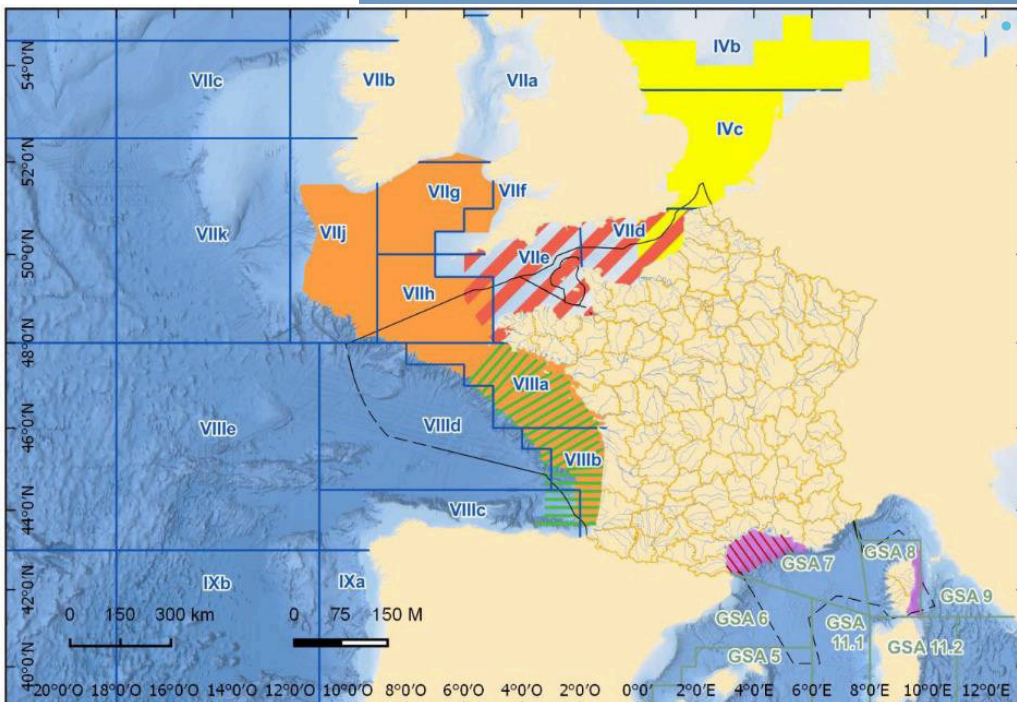 54°0'N
52°0'N
50°0'N
48°0'N
46°0'N
44°0'N
42°0'N
40°0'N
VIIc
VIIb
VIIa
IVb
IVc
VIIg
VIIf
VIIj
VIIk
VIId
VIIe
VIIh
VIIIa
VIIIe
VIIId
VIIIb
VIIIc
IXb
IXa
GSA 7
GSA 8
GSA 9
GSA 6
GSA
11.1
GSA 11.2
GSA 5
0 150 300 km
0 75 150 M
20°0'O 18°0'O 16°0'O 14°0'O 12°0'O 10°0'O 8°0'O 6°0'O 4°0'O 2°0'O 0°0' 2°0'E 4°0'E 6°0'E 8°0'E 10°0'E 12°0'E